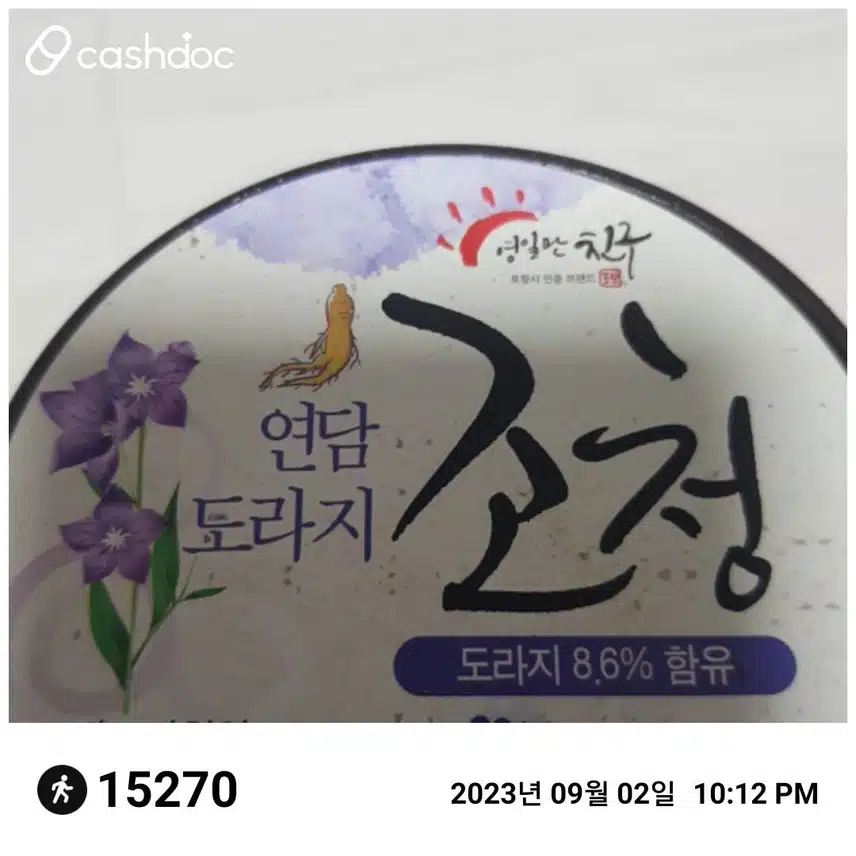 cashdoc
영일만 친구
포항시 인증 브랜드
연담
도라지
조청
도라지 8.6% 함유
15270
2023년 09월 02일 10:12 PM